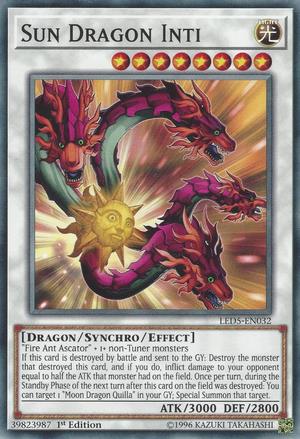 SUN DRAGON INTI
LIGHT
光
LED5-EN032
[DRAGON/SYNCHRO/EFFECT]
"Fire Ant Ascator" + 1+ non-Tuner monsters
If this card is destroyed by battle and sent to the GY: Destroy the monster
that destroyed this card, and if you do, inflict damage to your opponent
equal to half the ATK that monster had on the field. Once per turn, during the
Standby Phase of the next turn after this card on the field was destroyed: You
can target 1 "Moon Dragon Quilla" in your GY; Special Summon that target.
ATK/3000 DEF/2800
39823987 1st Edition ©1996 KAZUKI TAKAHASHI